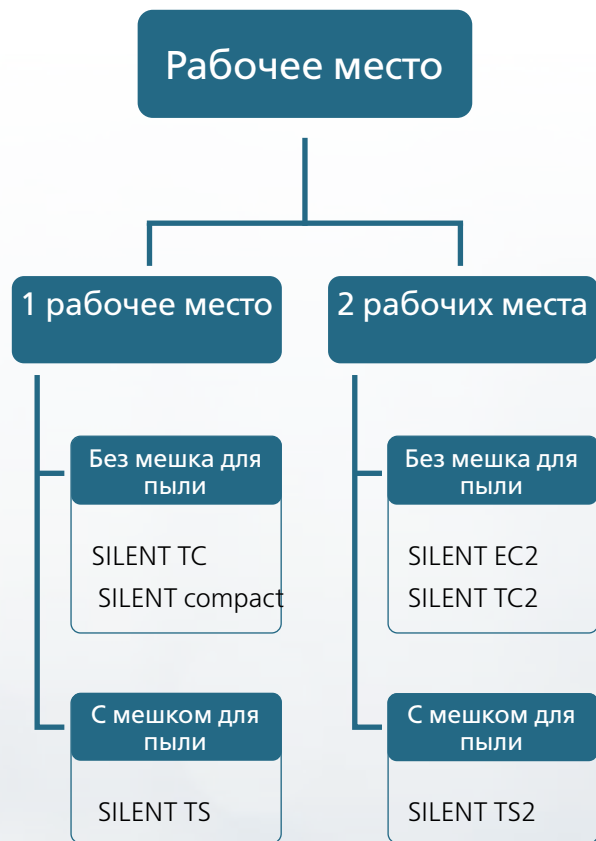 Рабочее место
1 рабочее место
Без мешка для
пыли
SILENT TC
SILENT compact
С мешком для
пыли
SILENT TS
2 рабочих места
Без мешка для
пыли
SILENT EC2
SILENT TC2
С мешком для
пыли
SILENT TS2